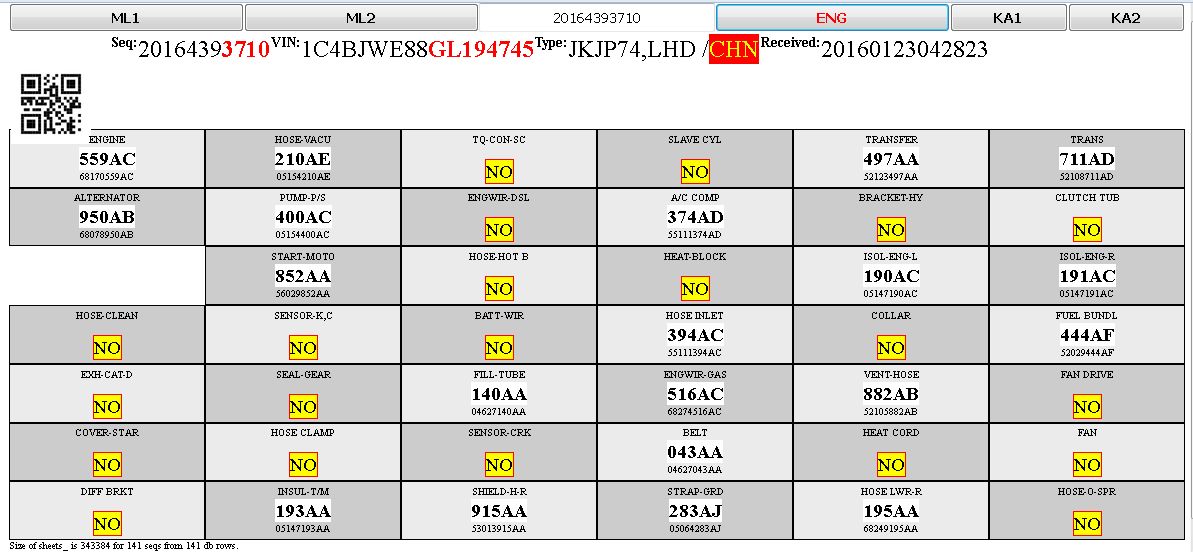 ML1 ML2 20164393710 ENG KA1 KA2
Seq:20164393710 VIN:1C4BJWE88GL194745 Type:JKJP74,LHD /CHN Received:20160123042823
ENGINE HOSE-VACU TQ-CON-SC SLAVE CYL TRANSFER TRANS
559AC 210AE NO NO 497AA 711AD
68170559AC 05154210AE 52123497AA 52108711AD
ALTERNATOR PUMP-P/S ENGWIR-DSL A/C COMP BRACKET-HY CLUTCH TUB
950AB 400AC NO 374AD NO NO
68078950AB 05154400AC 55111374AD
START-MOTO HOSE-HOT B HEAT-BLOCK ISOL-ENG-L ISOL-ENG-R
852AA NO NO 190AC 191AC
56029852AA 05147190AC 05147191AC
HOSE-CLEAN SENSOR-K,C BATT-WIR HOSE INLET COLLAR FUEL BUNDL
NO NO NO 394AC NO 444AF
55111394AC 52029444AF
EXH-CAT-D SEAL-GEAR FILL-TUBE ENGWIR-GAS VENT-HOSE FAN DRIVE
NO NO 140AA 516AC 882AB NO
04627140AA 68274516AC 52105882AB
COVER-STAR HOSE CLAMP SENSOR-CRK BELT HEAT CORD FAN
NO NO NO 043AA NO NO
04627043AA
DIFF BRKT INSUL-T/M SHIELD-H-R STRAP-GRD HOSE LWR-R HOSE-O-SPR
NO 193AA 915AA 283AJ 195AA NO
05147193AA 53013915AA 05064283AJ 68249195AA
Size of sheets_ is 343384 for 141 seqs from 141 db rows.